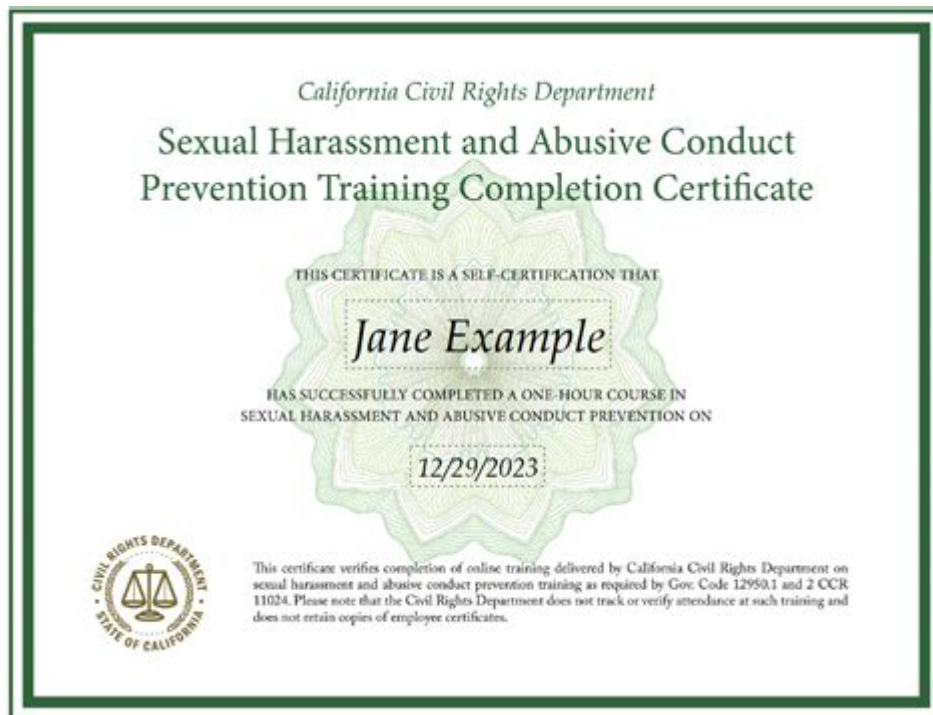 California Civil Rights Department
Sexual Harassment and Abusive Conduct
Prevention Training Completion Certificate
THIS CERTIFICATE IS A SELF-CERTIFICATION THAT
Jane Example
HAS SUCCESSFULLY COMPLETED A ONE-HOUR COURSE IN
SEXUAL HARASSMENT AND ABUSIVE CONDUCT PREVENTION ON
12/29/2023
CIVIL RIGHTS DEPARTMENT
STATE OF CALIFORNIA
This certificate verifies completion of online training delivered by California Civil Rights Department on
sexual harassment and abusive conduct prevention training as required by Gov. Code 12950.1 and 2 CCR
11024. Please note that the Civil Rights Department does not track or verify attendance at such training and
does not retain copies of employee certificates.